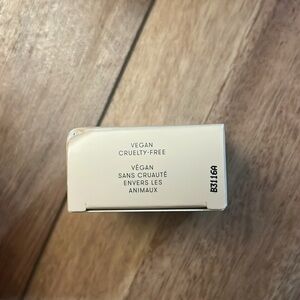 VEGAN
CRUELTY-FREE
VÉGAN
SANS CRUAUTÉ
ENVERS LES
ANIMAUX
B3116A